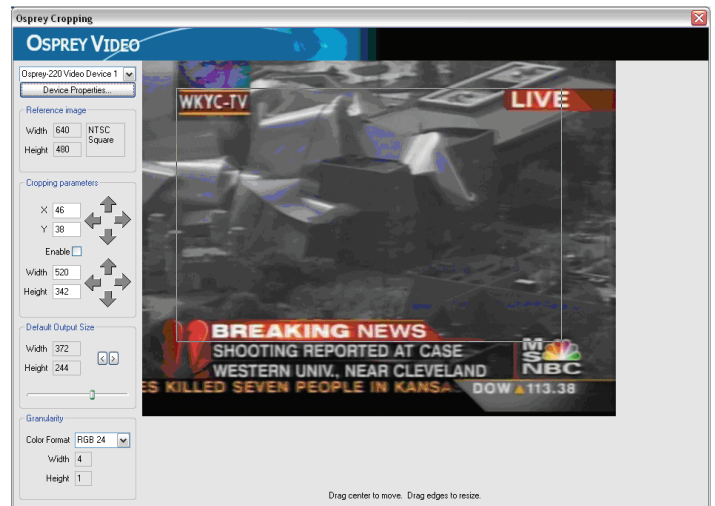 Osprey Cropping
OSPREY VIDEO
Osprey-220 Video Device 1
Device Properties...
Reference image
Width 640 NTSC
Square
Height 480
Cropping parameters
X 46
Y 38
Enable
Width 520
Height 342
Default Output Size
Width 372
< >
Height 244
Granularity
Color Format RGB 24
Width 4
Height 1
WKYC-TV
LIVE
BREAKING NEWS
SHOOTING REPORTED AT CASE
WESTERN UNIV., NEAR CLEVELAND
MS
NBC
ES KILLED SEVEN PEOPLE IN KANSA
DOW ▲113.38
Drag center to move. Drag edges to resize.